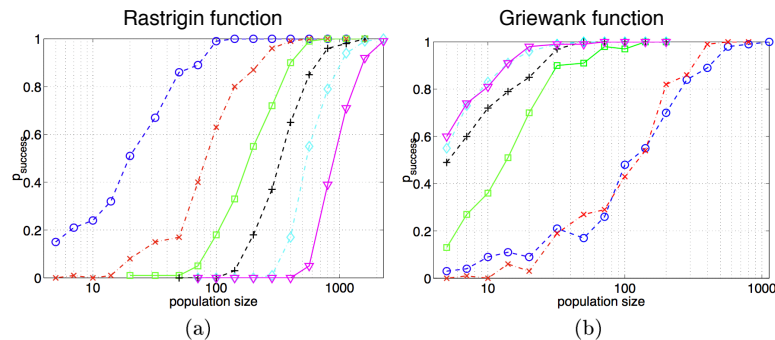 Rastrigin function
1
0.8
0.6
0.4
0.2
0
p_success
10
100
1000
population size
(a)
Griewank function
1
0.8
0.6
0.4
0.2
0
p_success
10
100
1000
population size
(b)